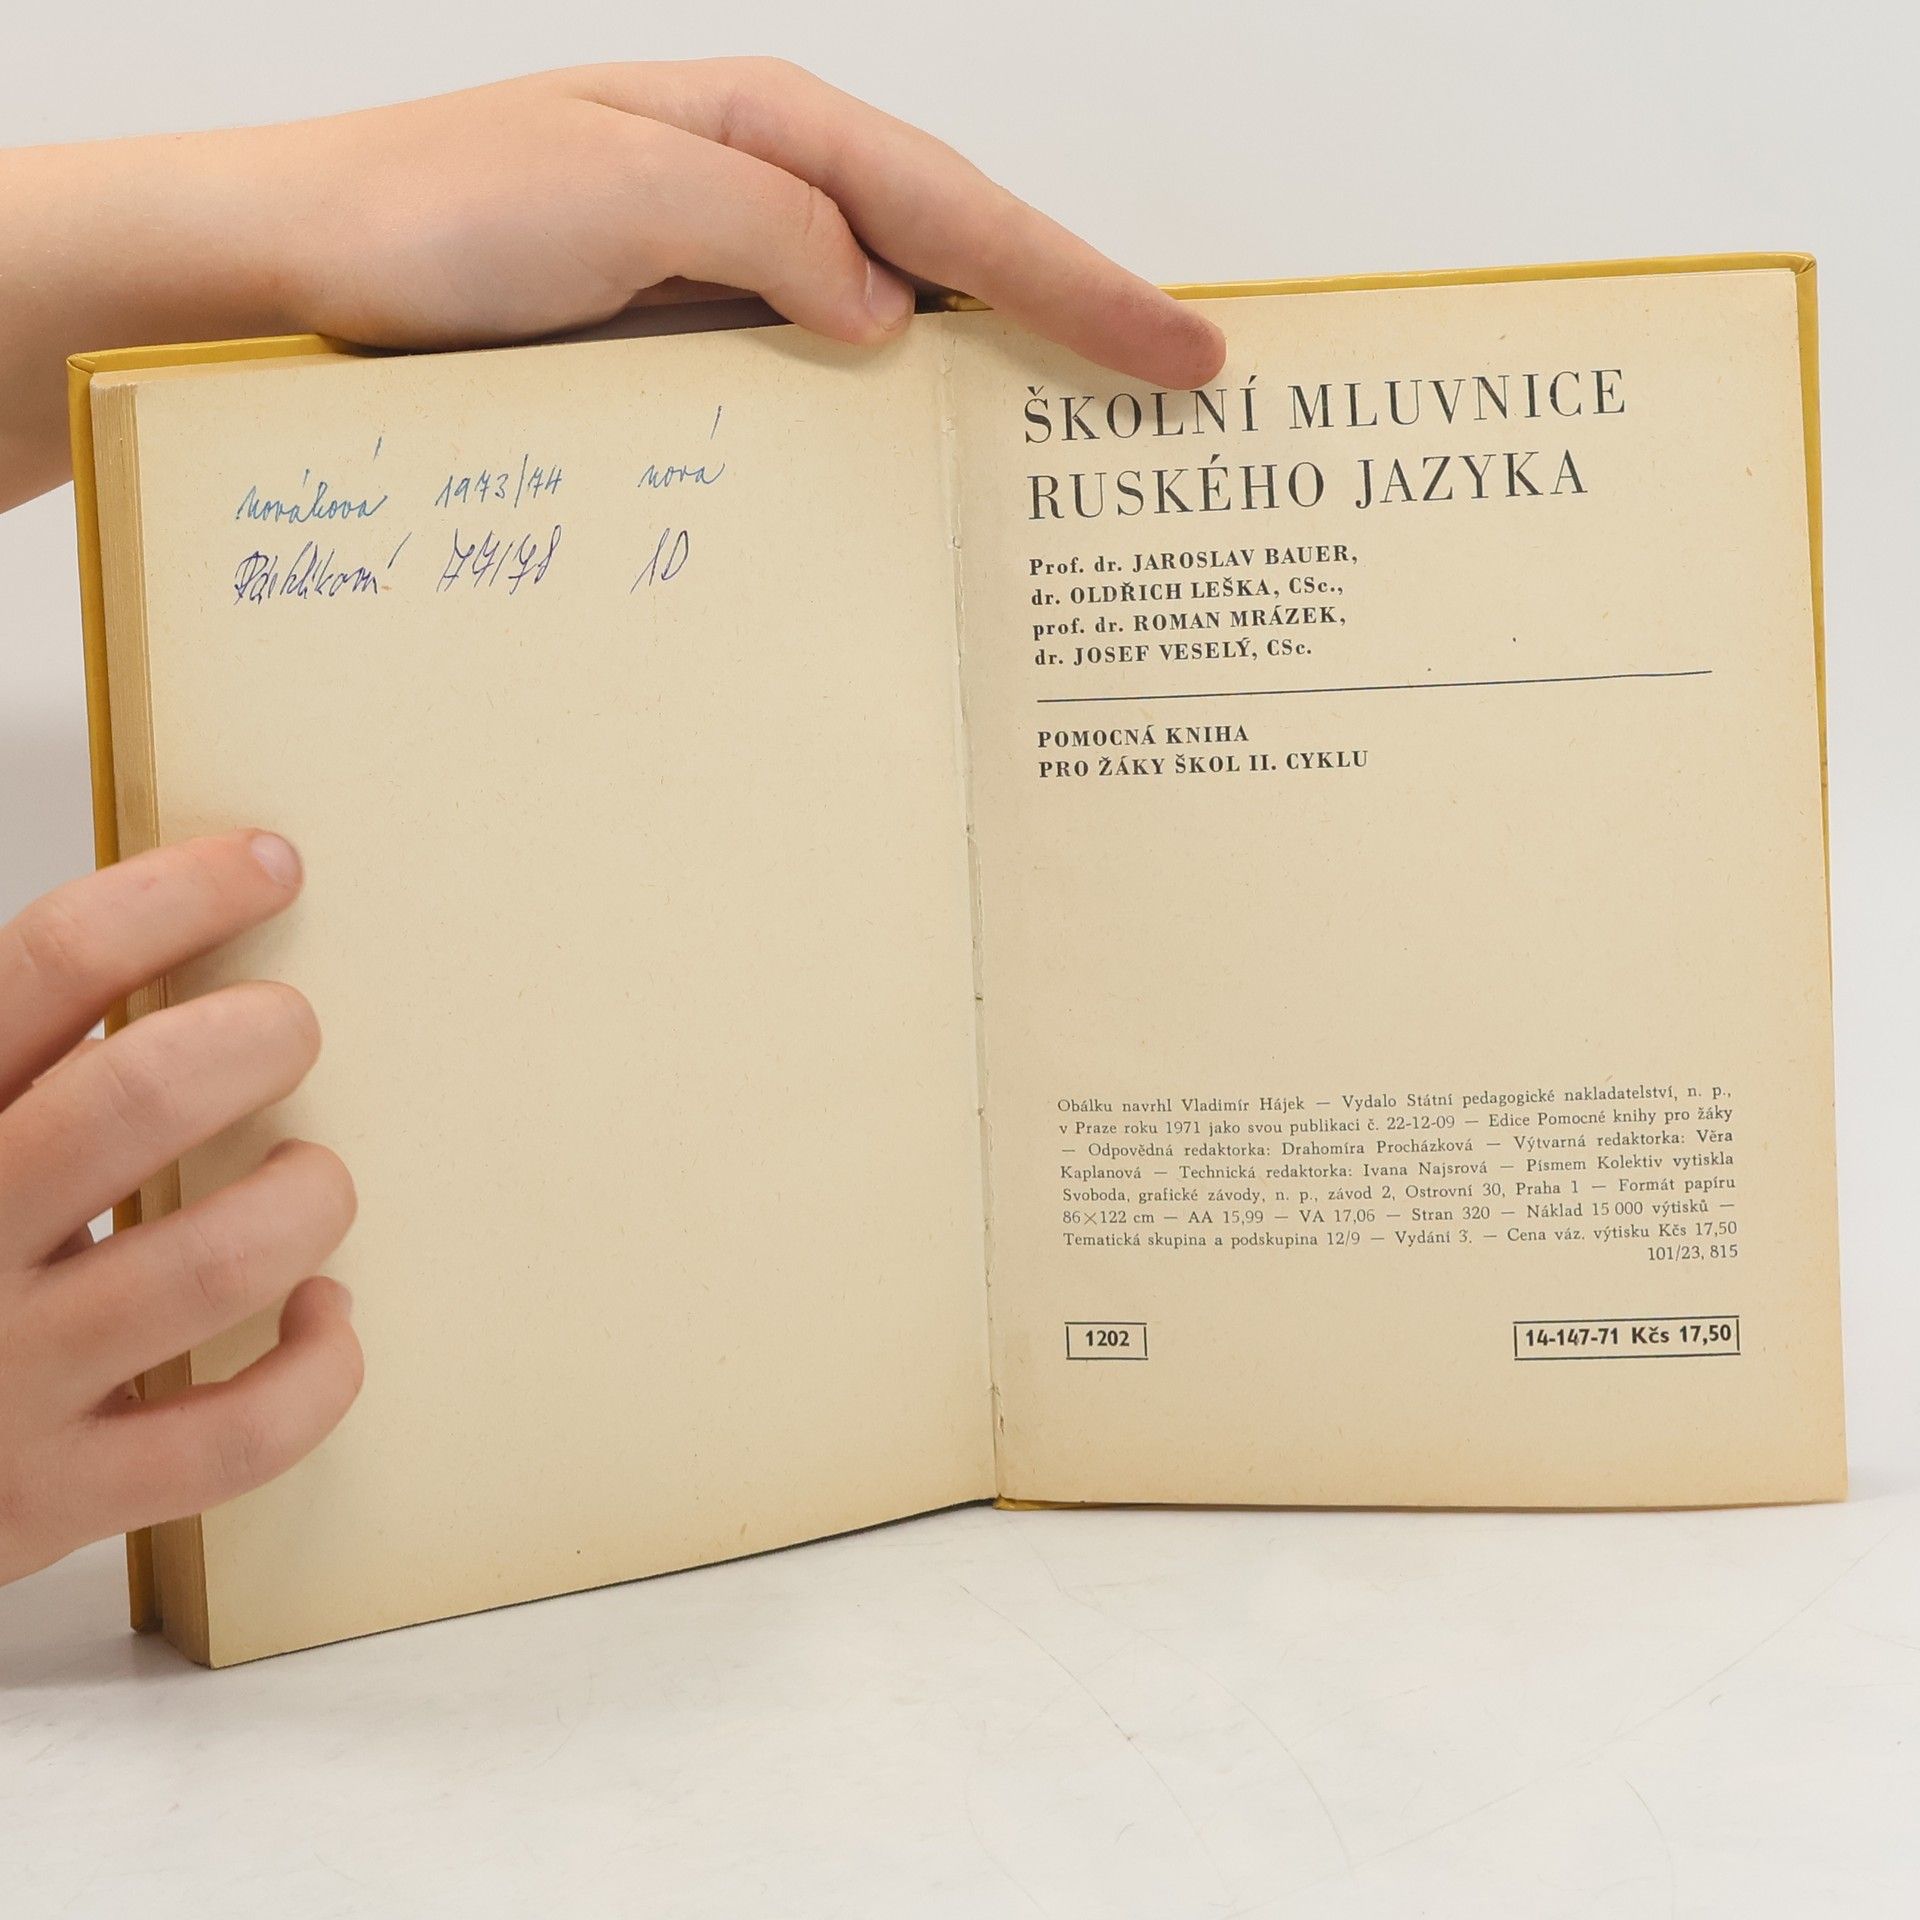 Nováková 1973/74 nová
77/78 1D
ŠKOLNÍ MLUVNICE
RUSKÉHO JAZYKA
Prof. dr. JAROSLAV BAUER,
dr. OLDŘICH LEŠKA, CSc.,
prof. dr. ROMAN MRÁZEK,
dr. JOSEF VESELÝ, CSc.
POMOCNÁ KNIHA
PRO ŽÁKY ŠKOL II. CYKLU
Obálku navrhl Vladimír Hájek — Vydalo Státní pedagogické nakladatelství, n. p.,
v Praze roku 1971 jako svou publikaci č. 22-12-09 — Edice Pomocné knihy pro žáky
— Odpovědná redaktorka: Drahomíra Procházková — Výtvarná redaktorka: Věra
Kaplanová — Technická redaktorka: Ivana Najsrová — Písmem Kolektiv vytiskla
Svoboda, grafické závody, n. p., závod 2, Ostrovní 30, Praha 1 — Formát papíru
86×122 cm — AA 15,99 — VA 17,06 — Stran 320 — Náklad 15 000 výtisků —
Tematická skupina a podskupina 12/9 — Vydání 3. — Cena váz. výtisku Kčs 17,50
101/23, 815
1202
14-147-71 Kčs 17,50